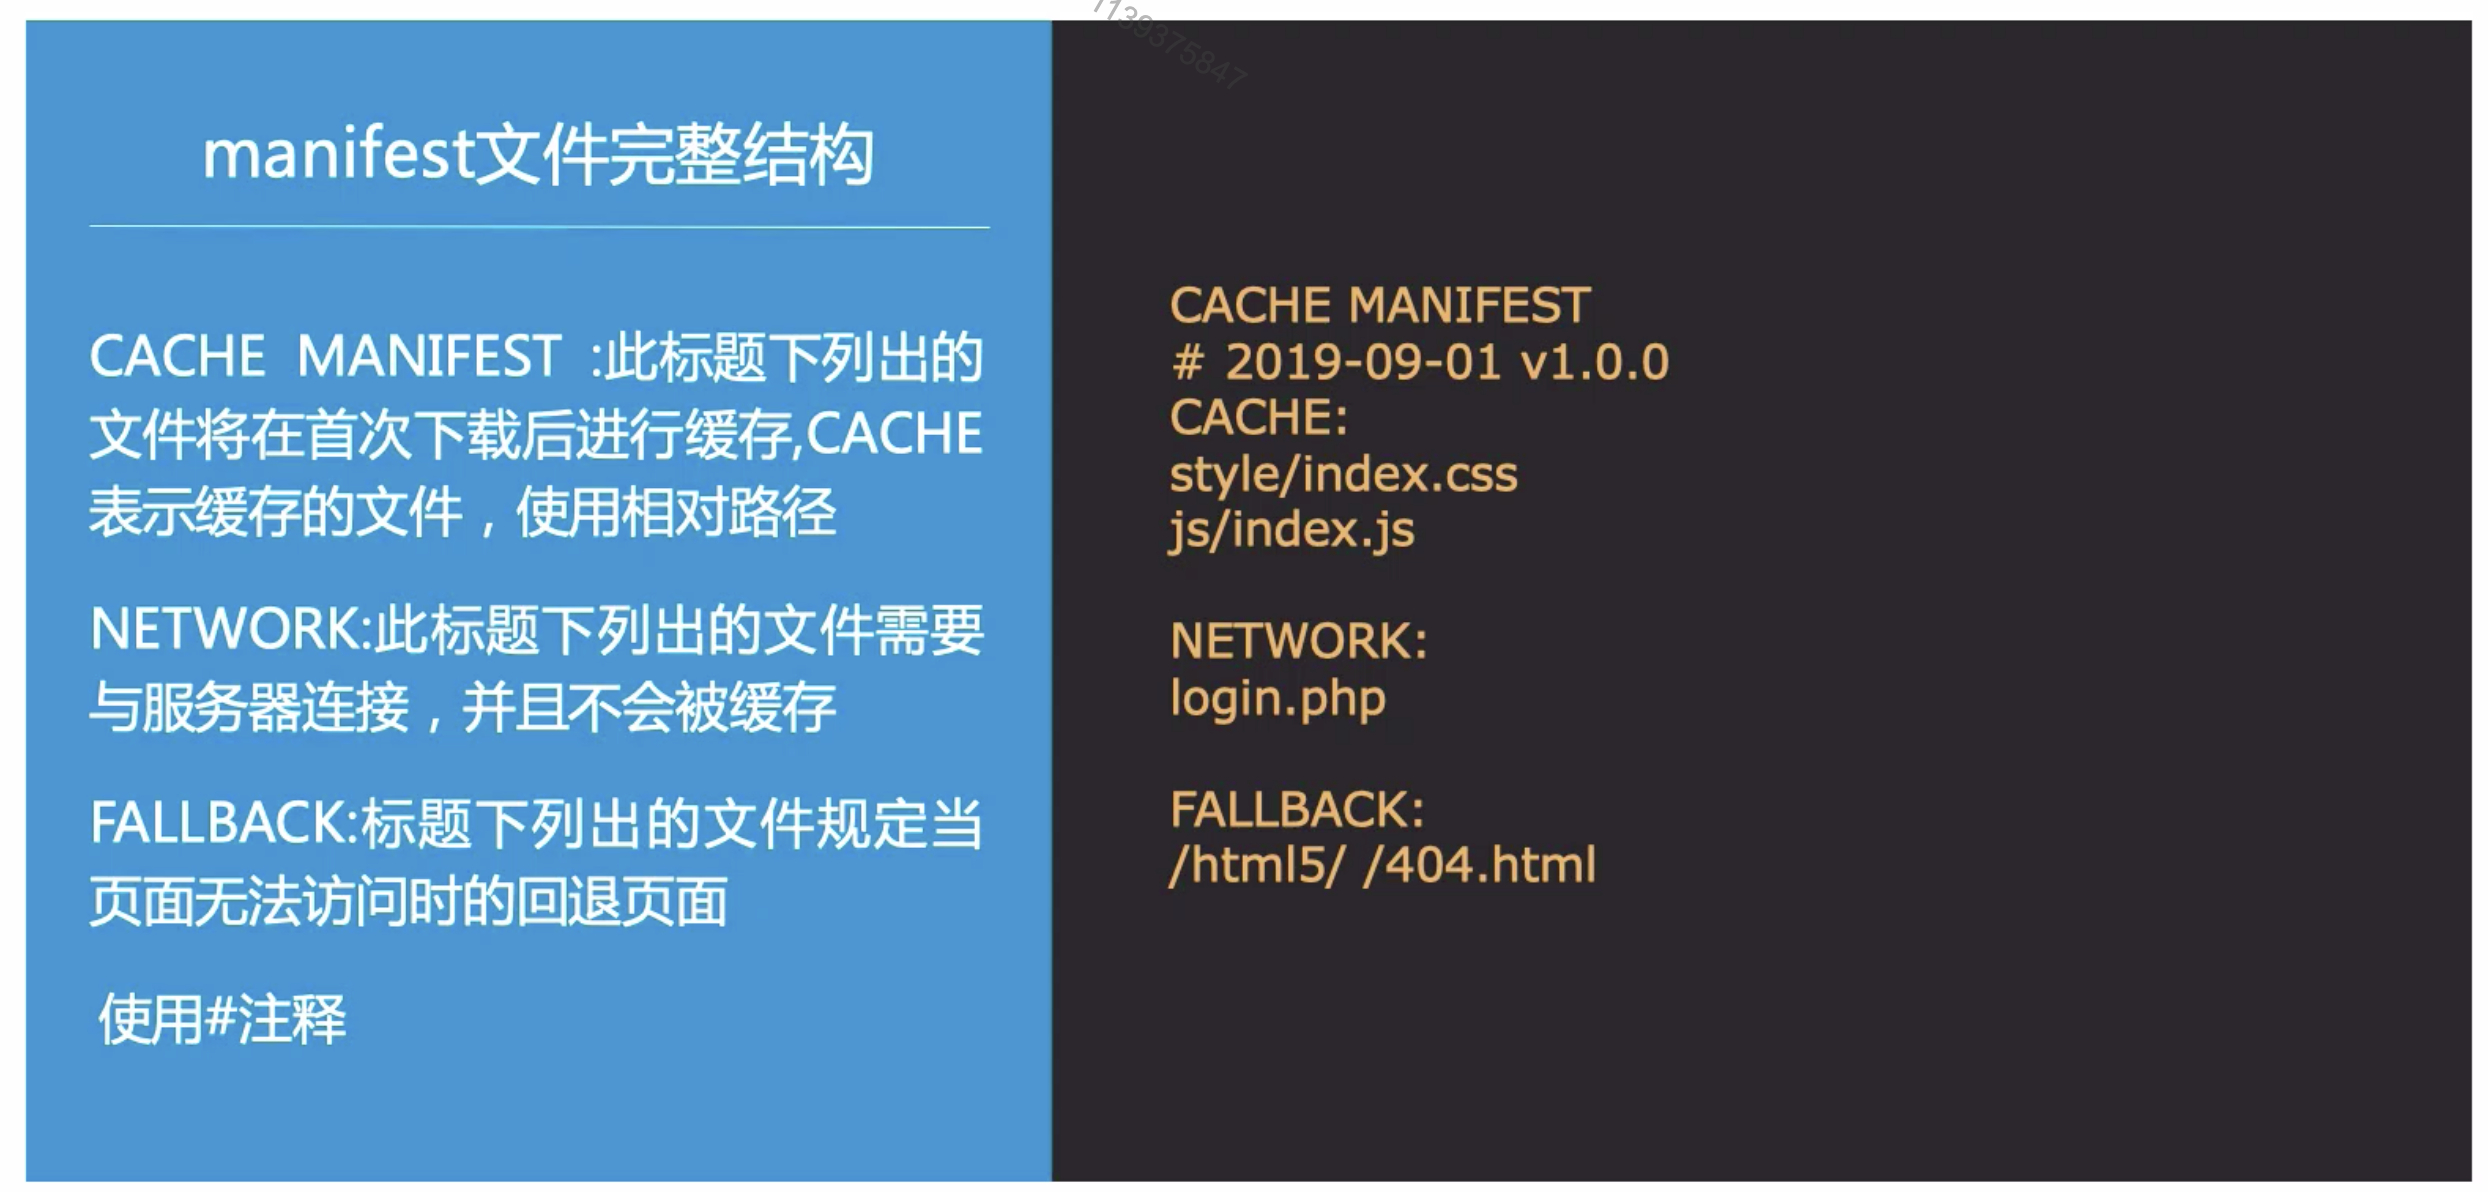 7139375847
manifest文件完整结构
CACHE MANIFEST :此标题下列出的
文件将在首次下载后进行缓存,CACHE
表示缓存的文件，使用相对路径
NETWORK:此标题下列出的文件需要
与服务器连接，并且不会被缓存
FALLBACK:标题下列出的文件规定当
页面无法访问时的回退页面
使用#注释
CACHE MANIFEST
# 2019-09-01 v1.0.0
CACHE:
style/index.css
js/index.js
NETWORK:
login.php
FALLBACK:
/html5/ /404.html